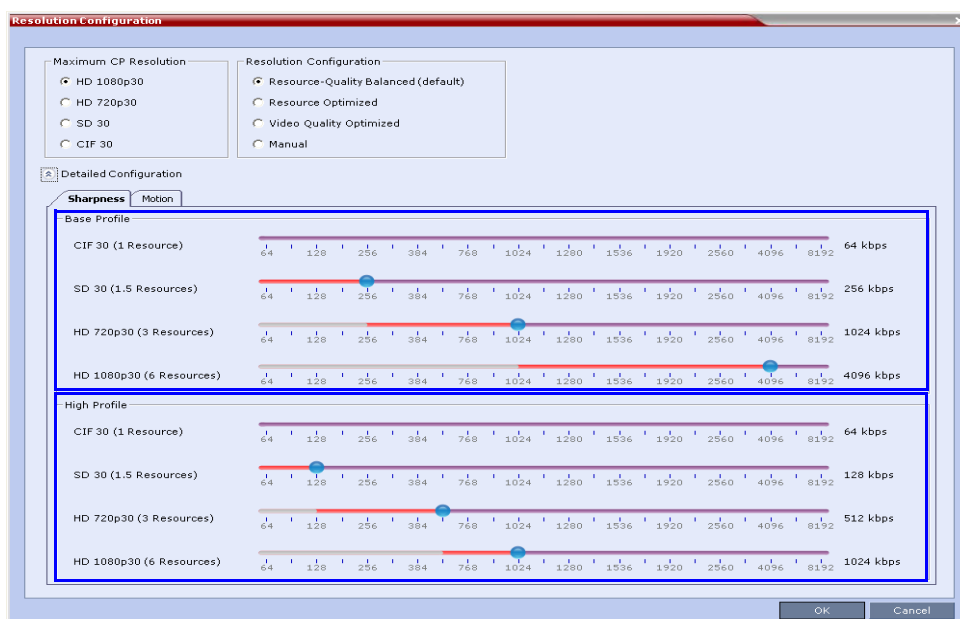 Resolution Configuration
Maximum CP Resolution
HD 1080p30
HD 720p30
SD 30
CIF 30
Resolution Configuration
Resource-Quality Balanced (default)
Resource Optimized
Video Quality Optimized
Manual
Detailed Configuration
Sharpness Motion
Base Profile
CIF 30 (1 Resource) 64 kbps
64 128 256 384 768 1024 1280 1536 1920 2560 4096 8192
SD 30 (1.5 Resources) 256 kbps
64 128 256 384 768 1024 1280 1536 1920 2560 4096 8192
HD 720p30 (3 Resources) 1024 kbps
64 128 256 384 768 1024 1280 1536 1920 2560 4096 8192
HD 1080p30 (6 Resources) 4096 kbps
64 128 256 384 768 1024 1280 1536 1920 2560 4096 8192
High Profile
CIF 30 (1 Resource) 64 kbps
64 128 256 384 768 1024 1280 1536 1920 2560 4096 8192
SD 30 (1.5 Resources) 128 kbps
64 128 256 384 768 1024 1280 1536 1920 2560 4096 8192
HD 720p30 (3 Resources) 512 kbps
64 128 256 384 768 1024 1280 1536 1920 2560 4096 8192
HD 1080p30 (6 Resources) 1024 kbps
64 128 256 384 768 1024 1280 1536 1920 2560 4096 8192
OK Cancel